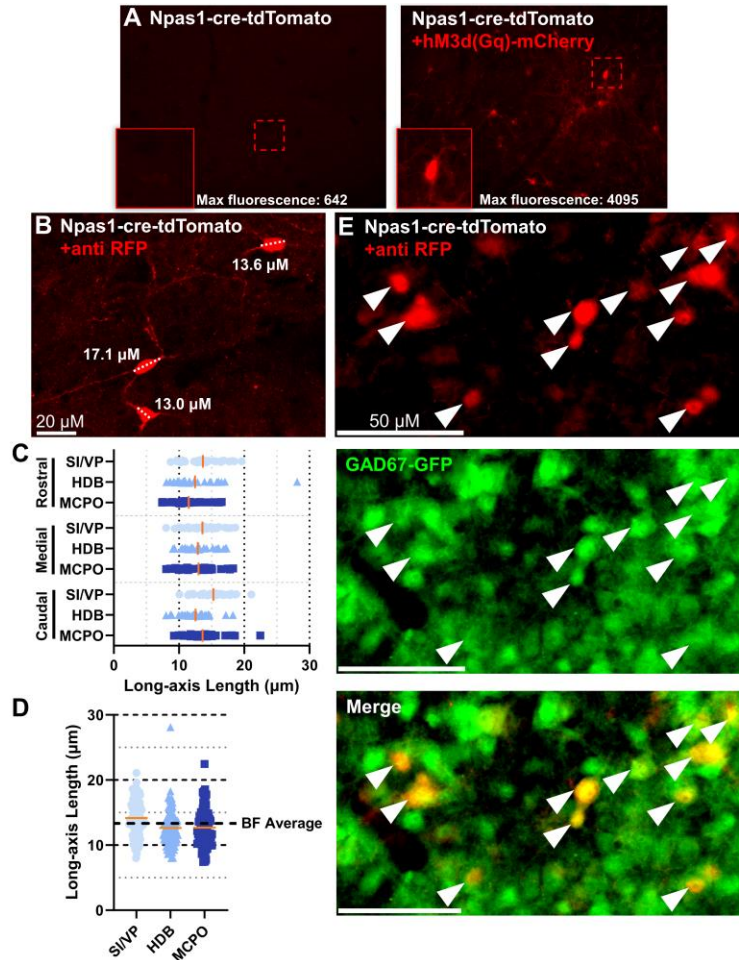 A
Npas1-cre-tdTomato
Max fluorescence: 642
Npas1-cre-tdTomato
+hM3d(Gq)-mCherry
Max fluorescence: 4095
B
Npas1-cre-tdTomato
+anti RFP
13.6 µM
17.1 µM
13.0 µM
20 µM
C
Rostral
SI/VP
HDB
MCPO
Medial
SI/VP
HDB
MCPO
Caudal
SI/VP
HDB
MCPO
0 10 20 30
Long-axis Length (µm)
D
Long-axis Length (µm)
30
20
10
0
BF Average
SI/VP HDB MCPO
E
Npas1-cre-tdTomato
+anti RFP
50 µM
GAD67-GFP
Merge